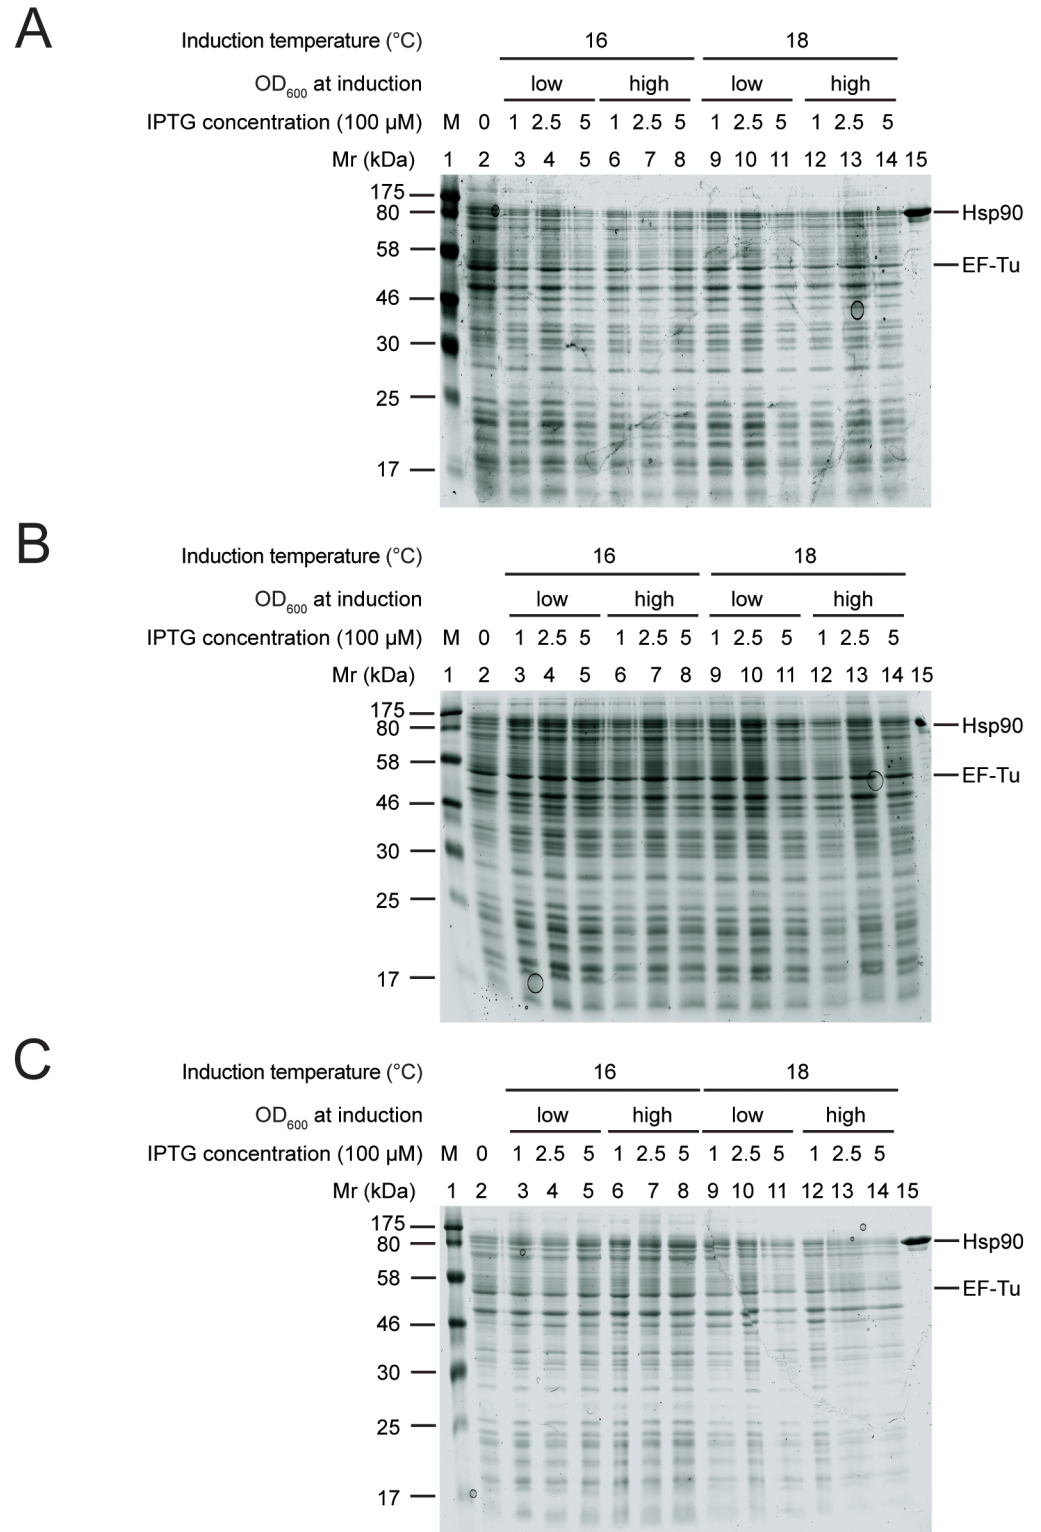 A
Induction temperature (°C) 16 18
OD600 at induction low high low high
IPTG concentration (100 µM) M 0 1 2.5 5 1 2.5 5 1 2.5 5 1 2.5 5
Mr (kDa) 1 2 3 4 5 6 7 8 9 10 11 12 13 14 15
175
80 Hsp90
58 EF-Tu
46
30
25
17
B
Induction temperature (°C) 16 18
OD600 at induction low high low high
IPTG concentration (100 µM) M 0 1 2.5 5 1 2.5 5 1 2.5 5 1 2.5 5
Mr (kDa) 1 2 3 4 5 6 7 8 9 10 11 12 13 14 15
175
80 Hsp90
58 EF-Tu
46
30
25
17
C
Induction temperature (°C) 16 18
OD600 at induction low high low high
IPTG concentration (100 µM) M 0 1 2.5 5 1 2.5 5 1 2.5 5 1 2.5 5
Mr (kDa) 1 2 3 4 5 6 7 8 9 10 11 12 13 14 15
175
80 Hsp90
58 EF-Tu
46
30
25
17